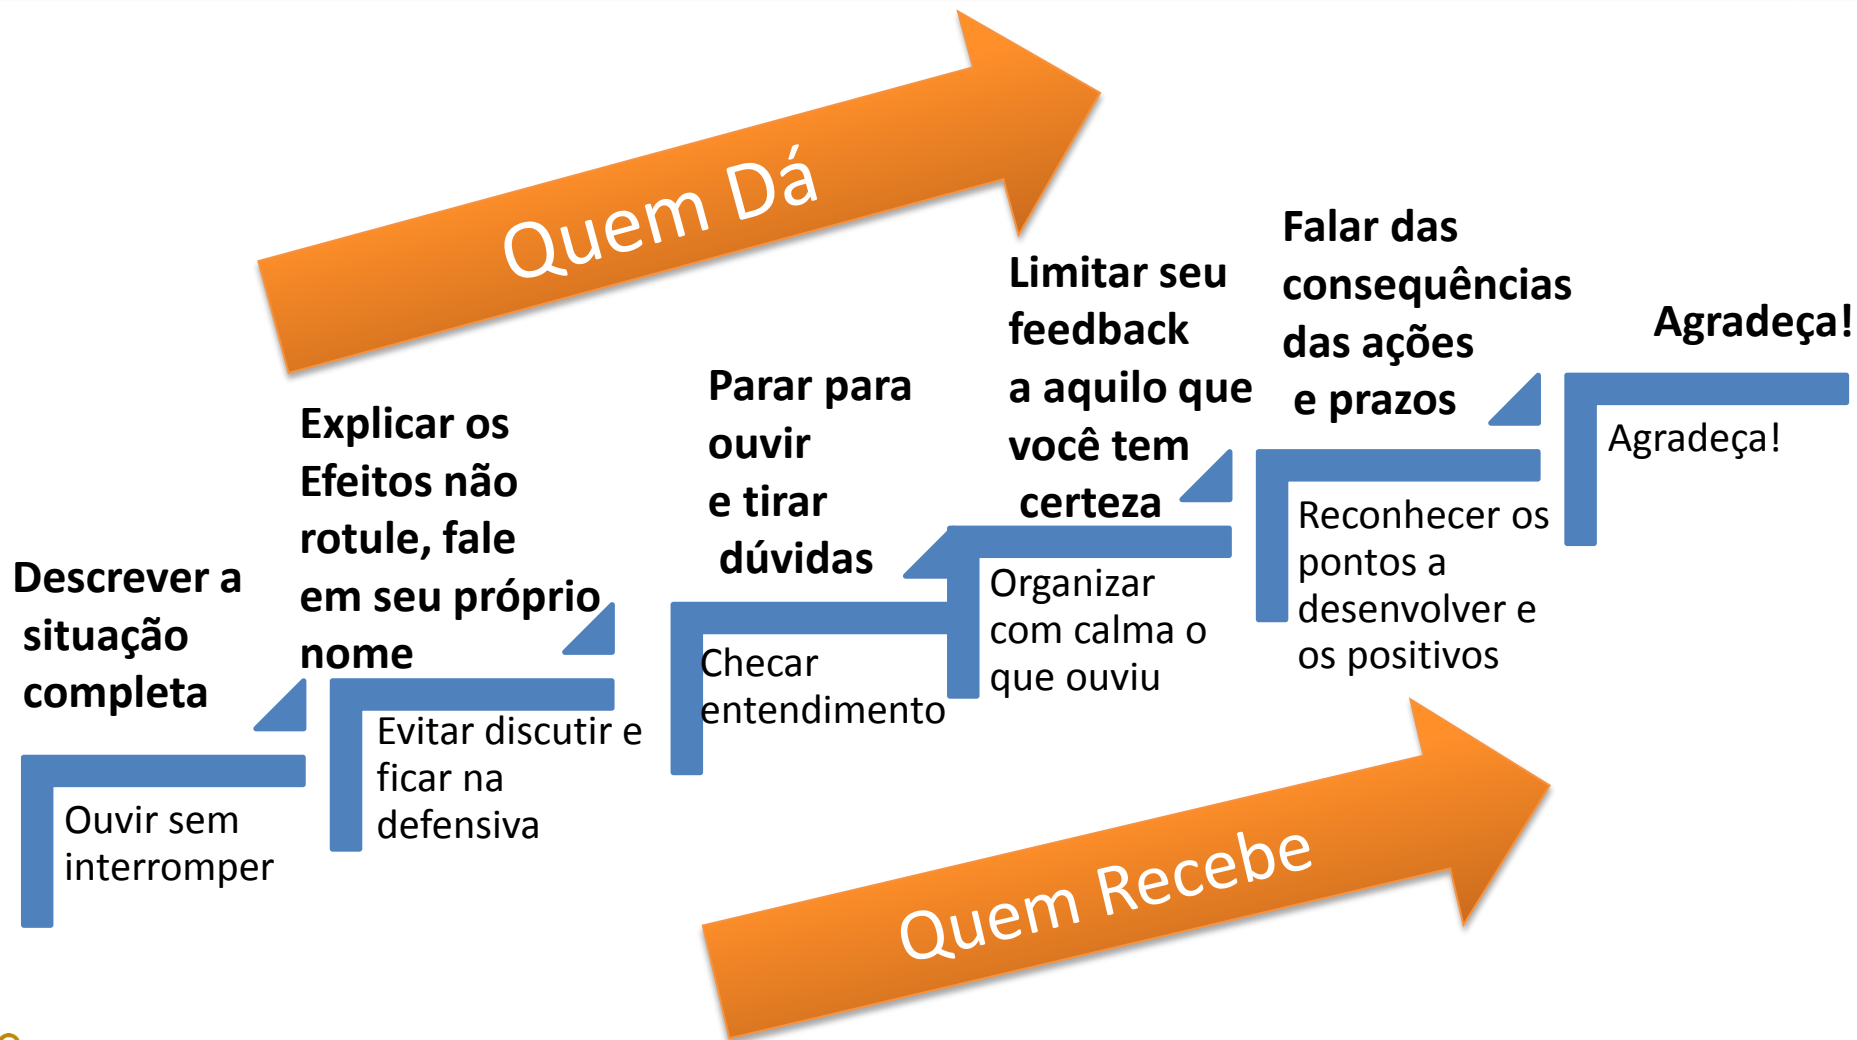 Quem Dá
Descrever a
situação
completa
Explicar os
Efeitos não
rotule, fale
em seu próprio
nome
Parar para
ouvir
e tirar
dúvidas
Limitar seu
feedback
a aquilo que
você tem
certeza
Falar das
consequências
das ações
e prazos
Agradeça!
Ouvir sem
interromper
Evitar discutir e
ficar na
defensiva
Checar
entendimento
Organizar
com calma o
que ouviu
Reconhecer os
pontos a
desenvolver e
os positivos
Agradeça!
Quem Recebe